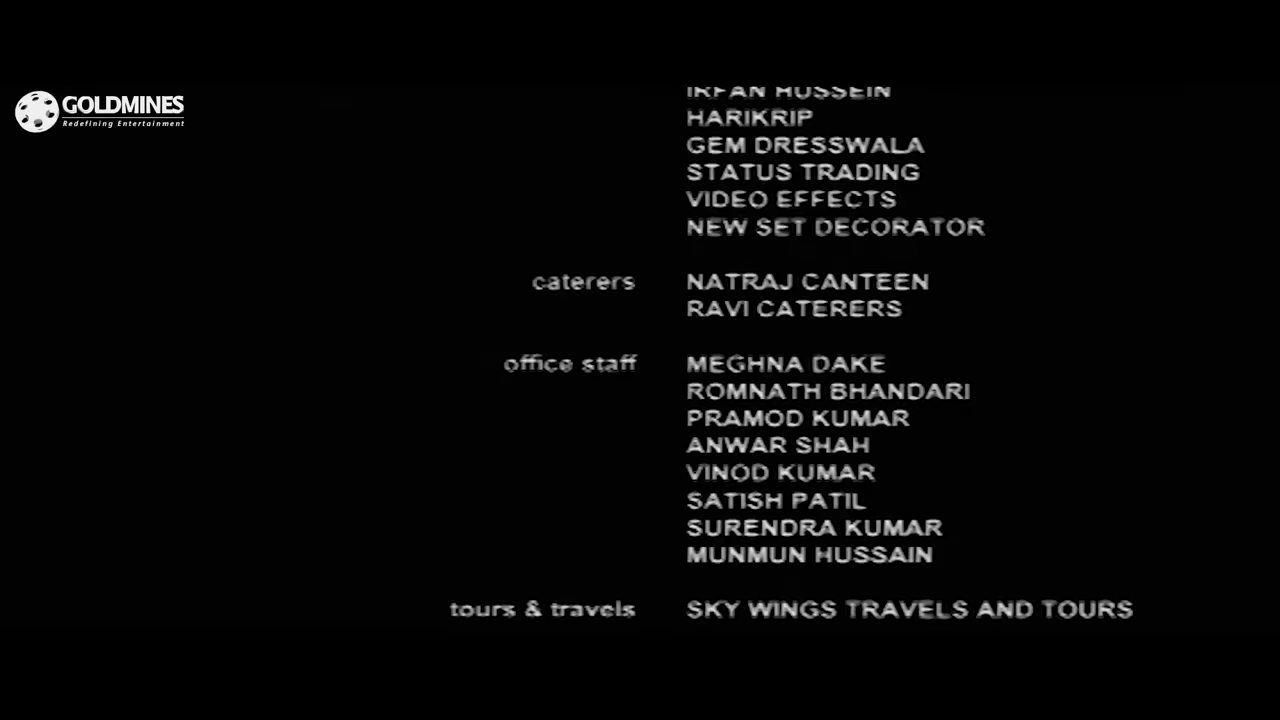 GOLDMINES
Redefining Entertainment
IRFAN HUSSEIN
HARIKRIP
GEM DRESSWALA
STATUS TRADING
VIDEO EFFECTS
NEW SET DECORATOR
caterers NATRAJ CANTEEN
RAVI CATERERS
office staff MEGHNA DAKE
ROMNATH BHANDARI
PRAMOD KUMAR
ANWAR SHAH
VINOD KUMAR
SATISH PATIL
SURENDRA KUMAR
MUNMUN HUSSAIN
tours & travels SKY WINGS TRAVELS AND TOURS